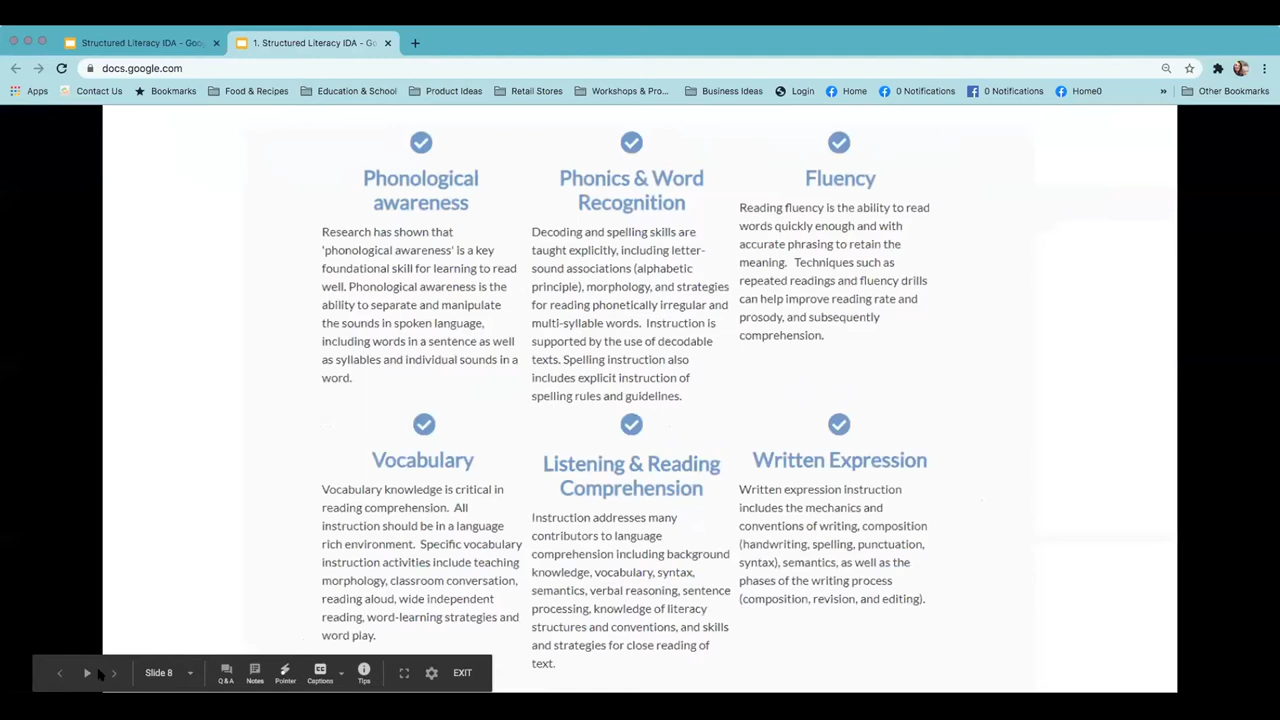 Structured Literacy IDA - Goog
1. Structured Literacy IDA - Go
docs.google.com
Apps
Contact Us
Bookmarks
Food & Recipes
Education & School
Product Ideas
Retail Stores
Workshops & Pro...
Business Ideas
Login
Home
0 Notifications
0 Notifications
Home0
»
Other Bookmarks
Phonological
awareness
Research has shown that
'phonological awareness' is a key
foundational skill for learning to read
well. Phonological awareness is the
ability to separate and manipulate
the sounds in spoken language,
including words in a sentence as well
as syllables and individual sounds in a
word.
Phonics & Word
Recognition
Decoding and spelling skills are
taught explicitly, including letter-
sound associations (alphabetic
principle), morphology, and strategies
for reading phonetically irregular and
multi-syllable words. Instruction is
supported by the use of decodable
texts. Spelling instruction also
includes explicit instruction of
spelling rules and guidelines.
Fluency
Reading fluency is the ability to read
words quickly enough and with
accurate phrasing to retain the
meaning. Techniques such as
repeated readings and fluency drills
can help improve reading rate and
prosody, and subsequently
comprehension.
Vocabulary
Vocabulary knowledge is critical in
reading comprehension. All
instruction should be in a language
rich environment. Specific vocabulary
instruction activities include teaching
morphology, classroom conversation,
reading aloud, wide independent
reading, word-learning strategies and
word play.
Listening & Reading
Comprehension
Instruction addresses many
contributors to language
comprehension including background
knowledge, vocabulary, syntax,
semantics, verbal reasoning, sentence
processing, knowledge of literacy
structures and conventions, and skills
and strategies for close reading of
text.
Written Expression
Written expression instruction
includes the mechanics and
conventions of writing, composition
(handwriting, spelling, punctuation,
syntax), semantics, as well as the
phases of the writing process
(composition, revision, and editing).
Slide 8
Q & A
Notes
Pointer
Captions
Tips
EXIT